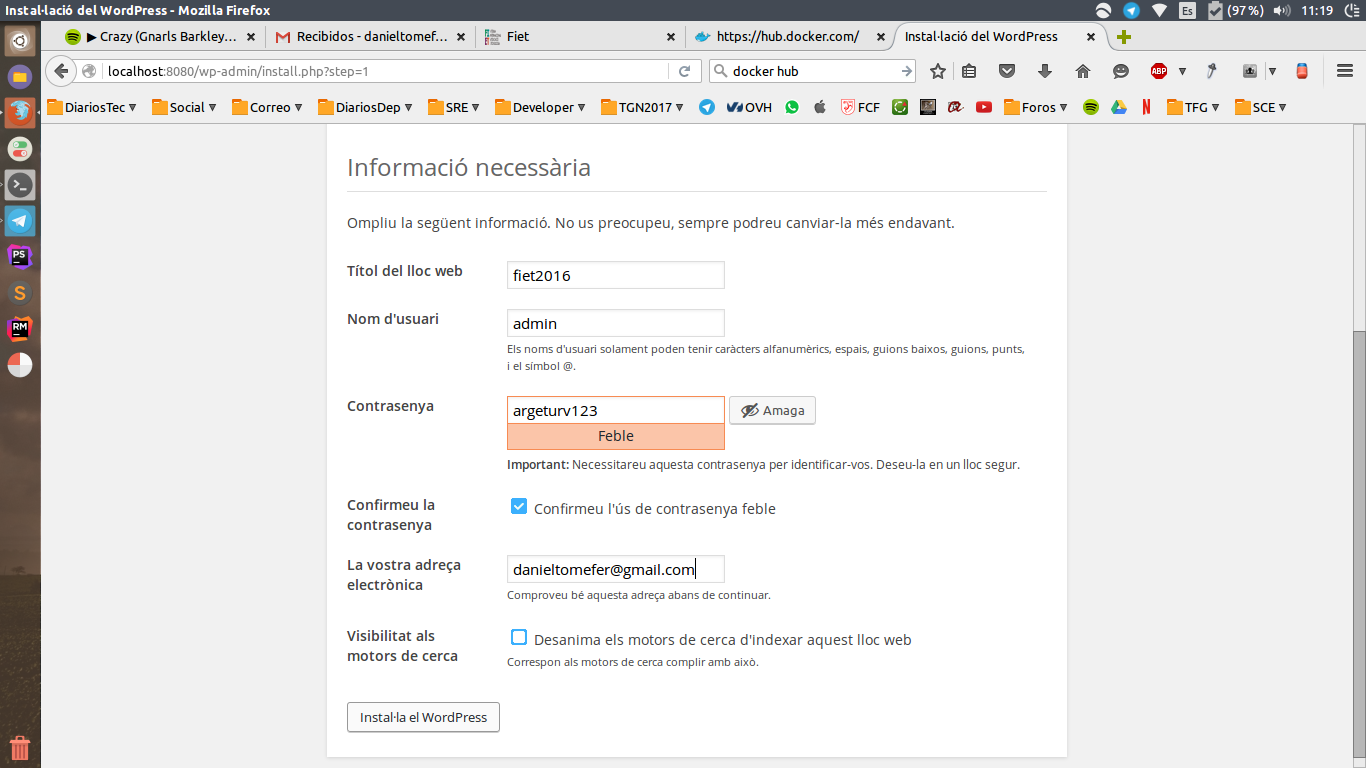 Instal·lació del WordPress - Mozilla Firefox
Es
(97%)
11:19
▶ Crazy (Gnarls Barkley...
Recibidos - danieltomef...
Fiet
https://hub.docker.com/
Instal·lació del WordPress
localhost:8080/wp-admin/install.php?step=1
docker hub
ABP
DiariosTec
Social
Correo
DiariosDep
SRE
Developer
TGN2017
OVH
FCF
Foros
TFG
SCE
PS
S
RM
Informació necessària
Ompliu la següent informació. No us preocupeu, sempre podreu canviar-la més endavant.
Títol del lloc web
fiet2016
Nom d'usuari
admin
Els noms d'usuari solament poden tenir caràcters alfanumèrics, espais, guions baixos, guions, punts,
i el símbol @.
Contrasenya
argeturv123
Amaga
Feble
Important: Necessitareu aquesta contrasenya per identificar-vos. Deseu-la en un lloc segur.
Confirmeu la
contrasenya
Confirmeu l'ús de contrasenya feble
La vostra adreça
electrònica
danieltomefer@gmail.com
Comproveu bé aquesta adreça abans de continuar.
Visibilitat als
motors de cerca
Desanima els motors de cerca d'indexar aquest lloc web
Correspon als motors de cerca complir amb això.
Instal·la el WordPress